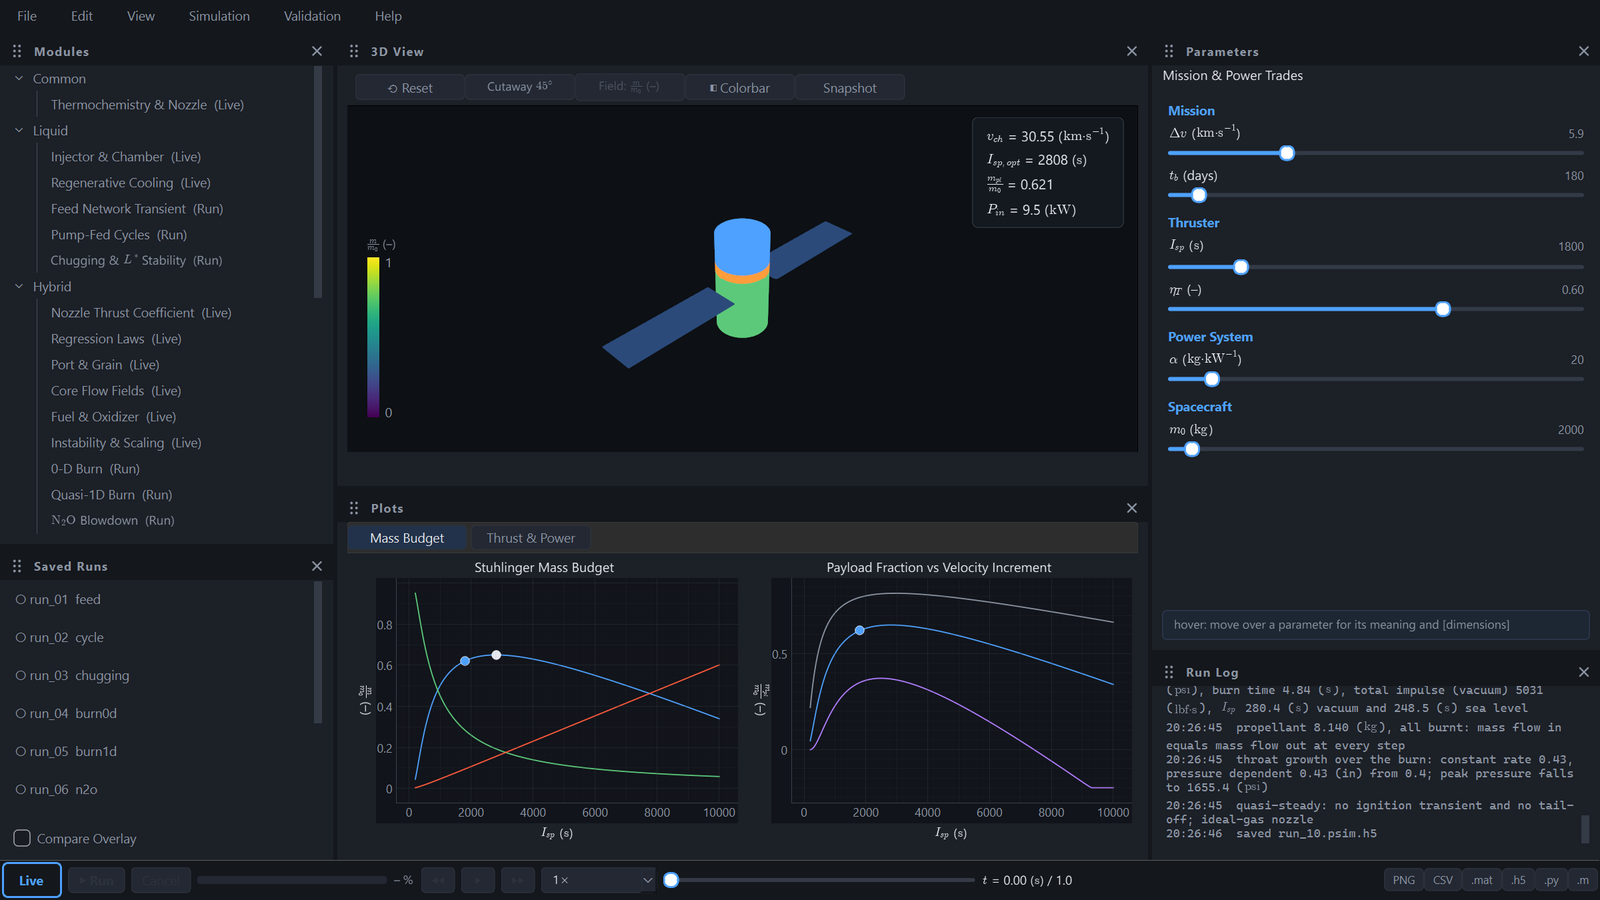 File Edit View Simulation Validation Help
Modules
Common
Thermochemistry & Nozzle (Live)
Liquid
Injector & Chamber (Live)
Regenerative Cooling (Live)
Feed Network Transient (Run)
Pump-Fed Cycles (Run)
Chugging & L* Stability (Run)
Hybrid
Nozzle Thrust Coefficient (Live)
Regression Laws (Live)
Port & Grain (Live)
Core Flow Fields (Live)
Fuel & Oxidizer (Live)
Instability & Scaling (Live)
0-D Burn (Run)
Quasi-1D Burn (Run)
N₂O Blowdown (Run)
Saved Runs
run_01 feed
run_02 cycle
run_03 chugging
run_04 burn0d
run_05 burn1d
run_06 n2o
Compare Overlay
3D View
⟲ Reset Cutaway 45° Field: m/m₀ (–) Colorbar Snapshot
v_ch = 30.55 (km·s⁻¹)
I_sp,opt = 2808 (s)
m_pl/m₀ = 0.621
P_in = 9.5 (kW)
m/m₀ (–)
1
0
Plots
Mass Budget Thrust & Power
Stuhlinger Mass Budget
0.8
0.6
0.4
0.2
0
m/m₀ (–)
0 2000 4000 6000 8000 10000
I_sp (s)
Payload Fraction vs Velocity Increment
0.5
0
m_pl/m₀ (–)
0 2000 4000 6000 8000 10000
I_sp (s)
Parameters
Mission & Power Trades
Mission
Δv (km·s⁻¹) 5.9
t_b (days) 180
Thruster
I_sp (s) 1800
η_T (–) 0.60
Power System
α (kg·kW⁻¹) 20
Spacecraft
m₀ (kg) 2000
hover: move over a parameter for its meaning and [dimensions]
Run Log
(psi), burn time 4.84 (s), total impulse (vacuum) 5031
(lbf·s), I_sp 280.4 (s) vacuum and 248.5 (s) sea level
20:26:45 propellant 8.140 (kg), all burnt: mass flow in
equals mass flow out at every step
20:26:45 throat growth over the burn: constant rate 0.43,
pressure dependent 0.43 (in) from 0.4; peak pressure falls
to 1655.4 (psi)
20:26:45 quasi-steady: no ignition transient and no tail-
off; ideal-gas nozzle
20:26:46 saved run_10.psim.h5
Live Run Cancel – % 1× t = 0.00 (s) / 1.0 PNG CSV .mat .h5 .py .m